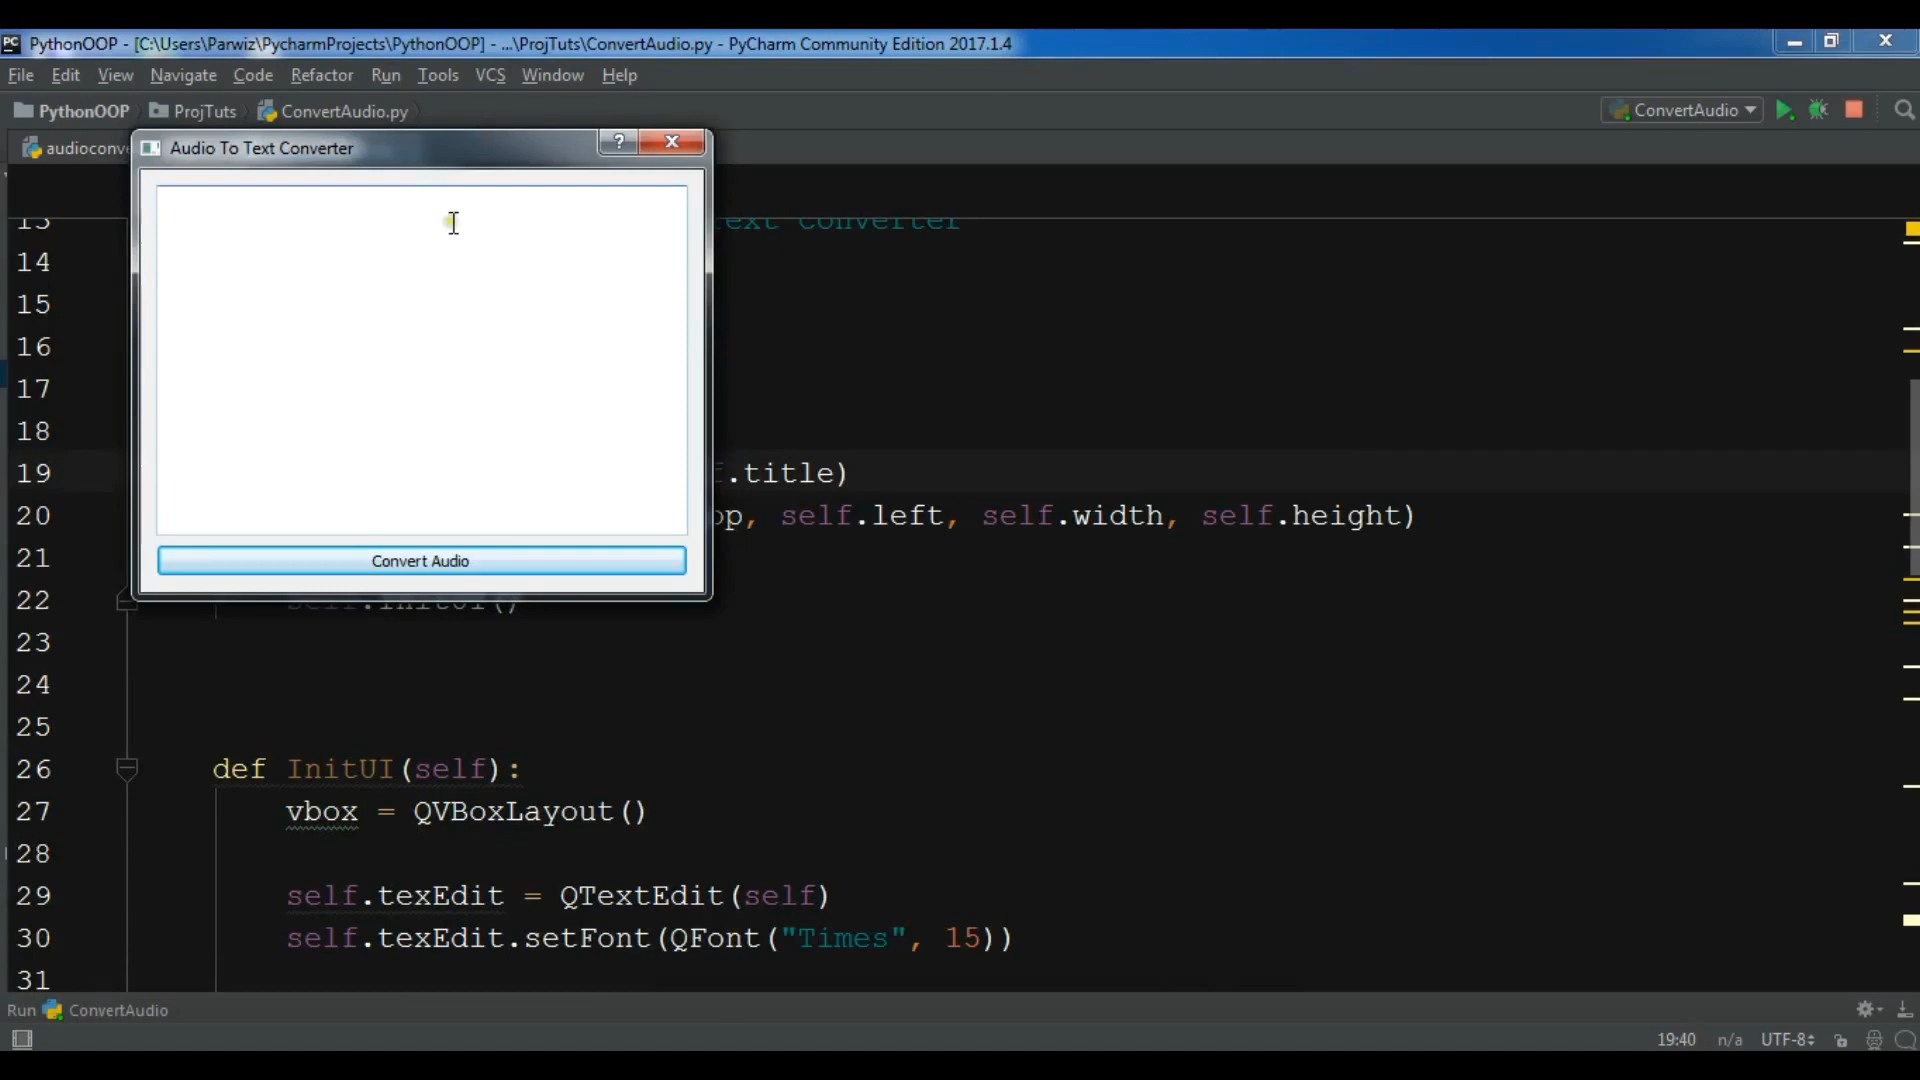 PC PythonOOP - [C:\Users\Parwiz\PycharmProjects\PythonOOP] - ...\ProjTuts\ConvertAudio.py - PyCharm Community Edition 2017.1.4
File Edit View Navigate Code Refactor Run Tools VCS Window Help
PythonOOP ProjTuts ConvertAudio.py ConvertAudio
audioconv
Audio To Text Converter ?
13 ext Converter
14
15
16
17
18
19 .title)
20 op, self.left, self.width, self.height)
21
Convert Audio
22 self.InitUI()
23
24
25
26 def InitUI(self):
27 vbox = QVBoxLayout()
28
29 self.texEdit = QTextEdit(self)
30 self.texEdit.setFont(QFont("Times", 15))
31
Run ConvertAudio
19:40 n/a UTF-8